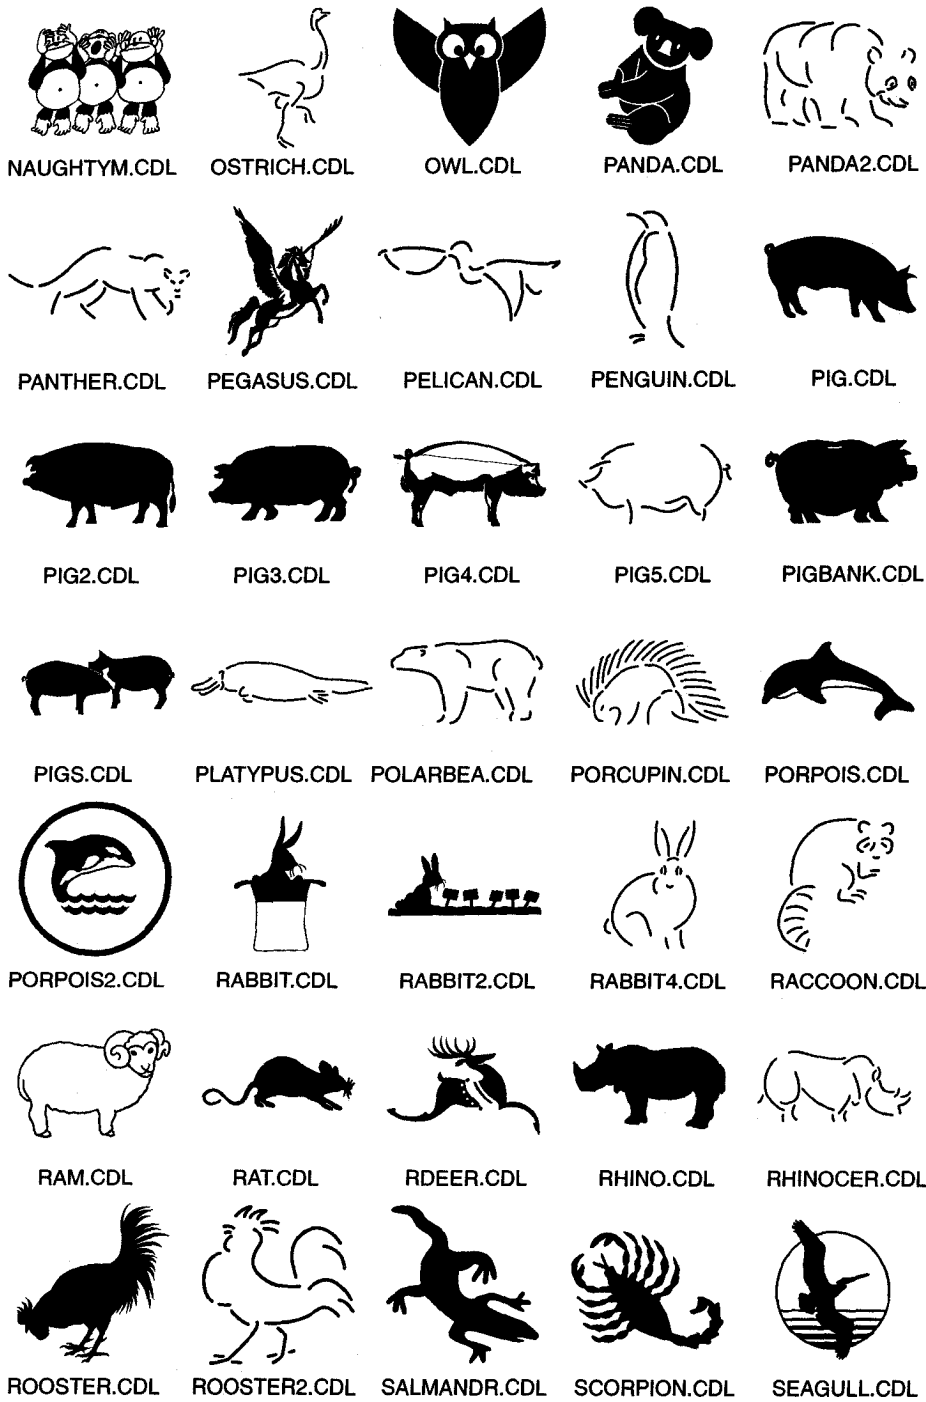 NAUGHTYM.CDL OSTRICH.CDL OWL.CDL PANDA.CDL PANDA2.CDL
PANTHER.CDL PEGASUS.CDL PELICAN.CDL PENGUIN.CDL PIG.CDL
PIG2.CDL PIG3.CDL PIG4.CDL PIG5.CDL PIGBANK.CDL
PIGS.CDL PLATYPUS.CDL POLARBEA.CDL PORCUPIN.CDL PORPOIS.CDL
PORPOIS2.CDL RABBIT.CDL RABBIT2.CDL RABBIT4.CDL RACCOON.CDL
RAM.CDL RAT.CDL RDEER.CDL RHINO.CDL RHINOCER.CDL
ROOSTER.CDL ROOSTER2.CDL SALMANDR.CDL SCORPION.CDL SEAGULL.CDL